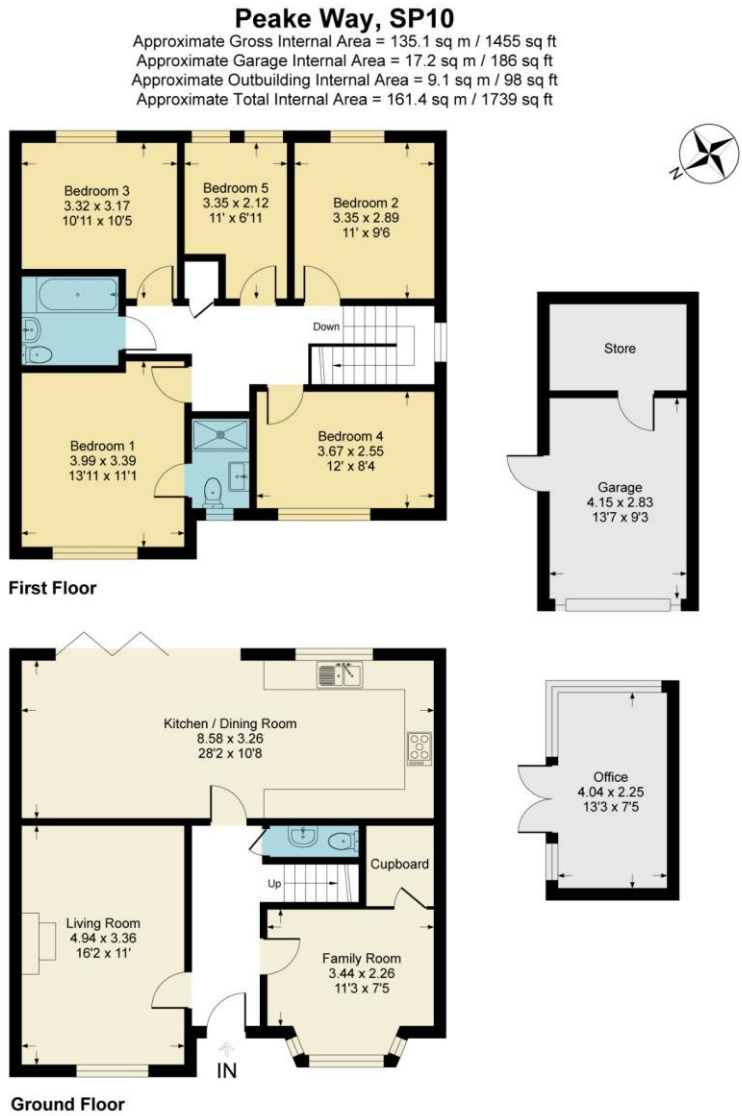 Peake Way, SP10
Approximate Gross Internal Area = 135.1 sq m / 1455 sq ft
Approximate Garage Internal Area = 17.2 sq m / 186 sq ft
Approximate Outbuilding Internal Area = 9.1 sq m / 98 sq ft
Approximate Total Internal Area = 161.4 sq m / 1739 sq ft
N
Bedroom 3
3.32 x 3.17
10'11 x 10'5
Bedroom 5
3.35 x 2.12
11' x 6'11
Bedroom 2
3.35 x 2.89
11' x 9'6
Down
Bedroom 1
3.99 x 3.39
13'11 x 11'1
Bedroom 4
3.67 x 2.55
12' x 8'4
First Floor
Store
Garage
4.15 x 2.83
13'7 x 9'3
Kitchen / Dining Room
8.58 x 3.26
28'2 x 10'8
Office
4.04 x 2.25
13'3 x 7'5
Cupboard
Up
Living Room
4.94 x 3.36
16'2 x 11'
Family Room
3.44 x 2.26
11'3 x 7'5
IN
Ground Floor